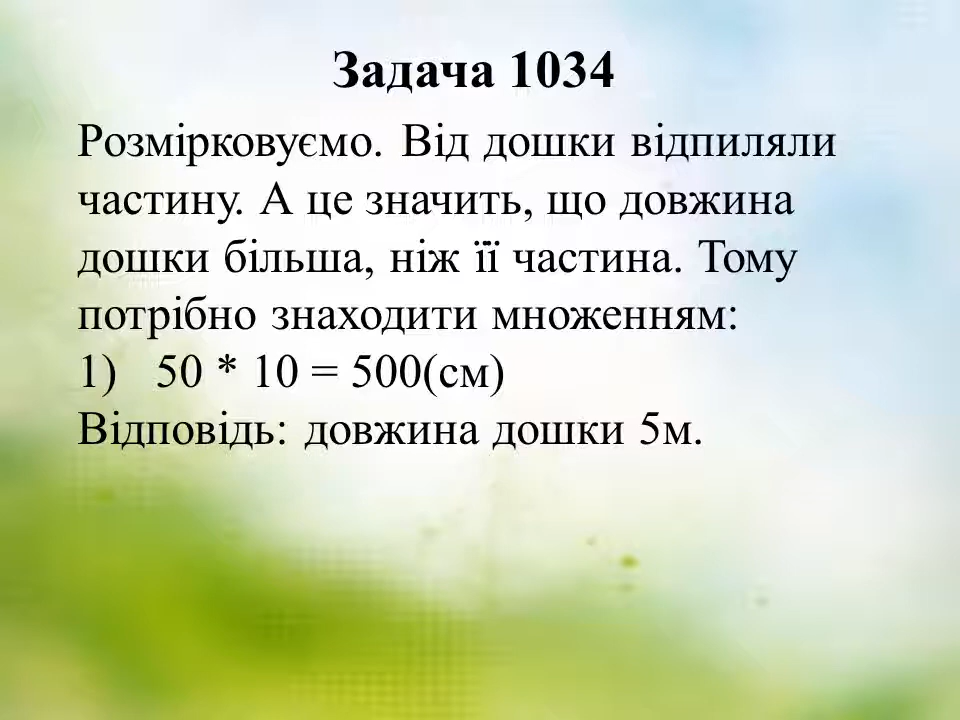 Задача 1034
Розмірковуємо. Від дошки відпиляли
частину. А це значить, що довжина
дошки більша, ніж її частина. Тому
потрібно знаходити множенням:
1) 50 * 10 = 500(см)
Відповідь: довжина дошки 5м.